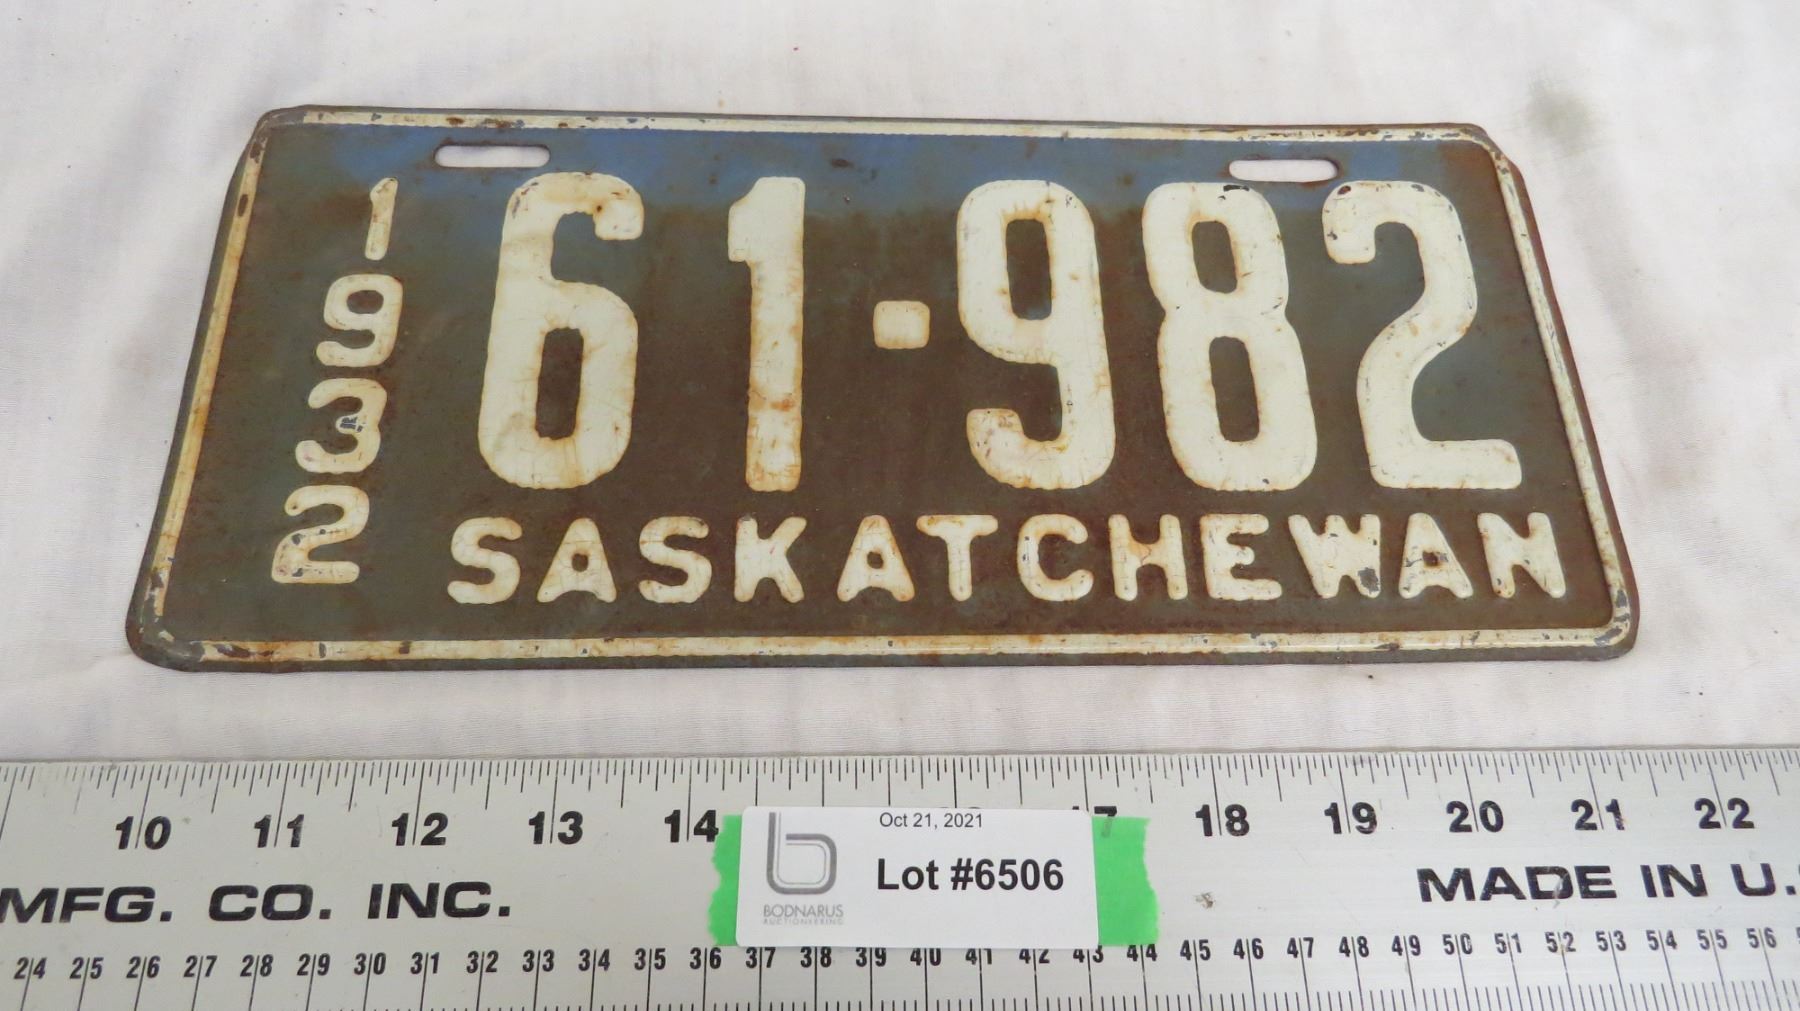 1932
61-982
SASKATCHEWAN
10 11 12 13 14 17 18 19 20 21 22
Oct 21, 2021
Lot #6506
BODNARUS
AUCTIONEERING
MFG. CO. INC.
MADE IN U.
24 25 26 27 28 29 30 31 32 33 34 35 36 37 38 39 40 41 42 43 44 45 46 47 48 49 50 51 52 53 54 55 56